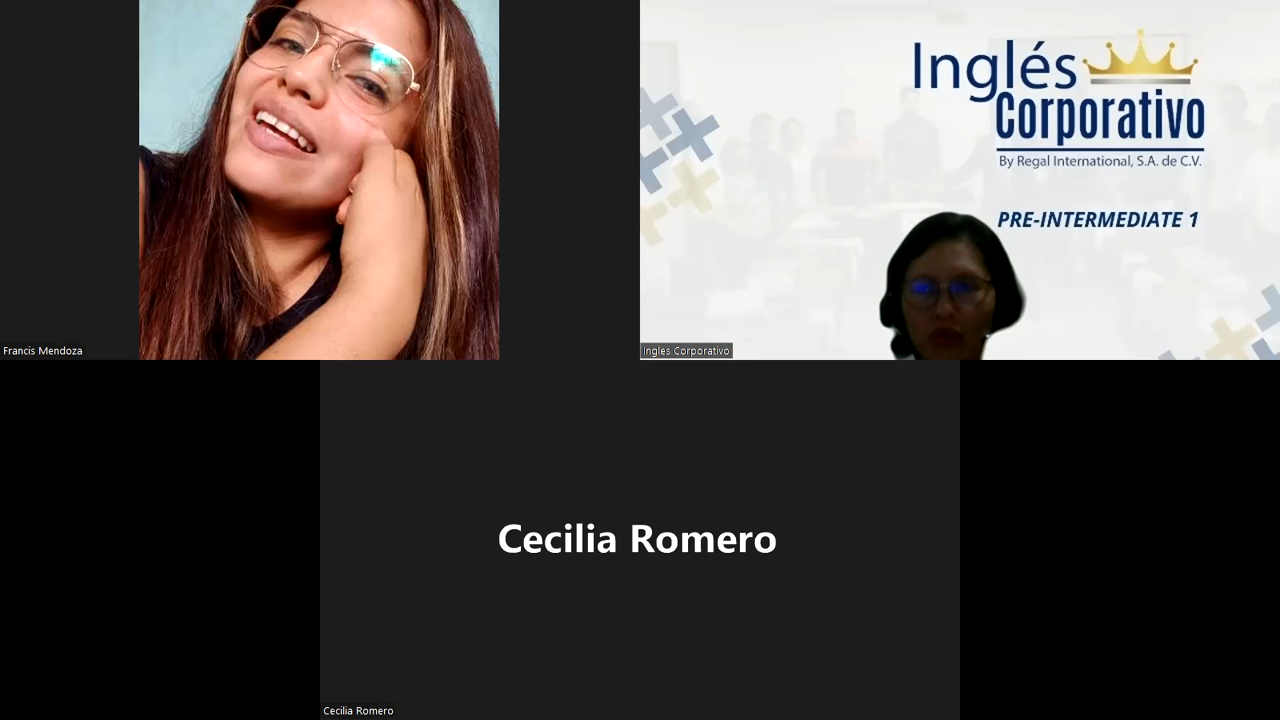 Francis Mendoza
Inglés
Corporativo
By Regal International, S.A. de C.V.
PRE-INTERMEDIATE 1
Ingles Corporativo
Cecilia Romero
Cecilia Romero